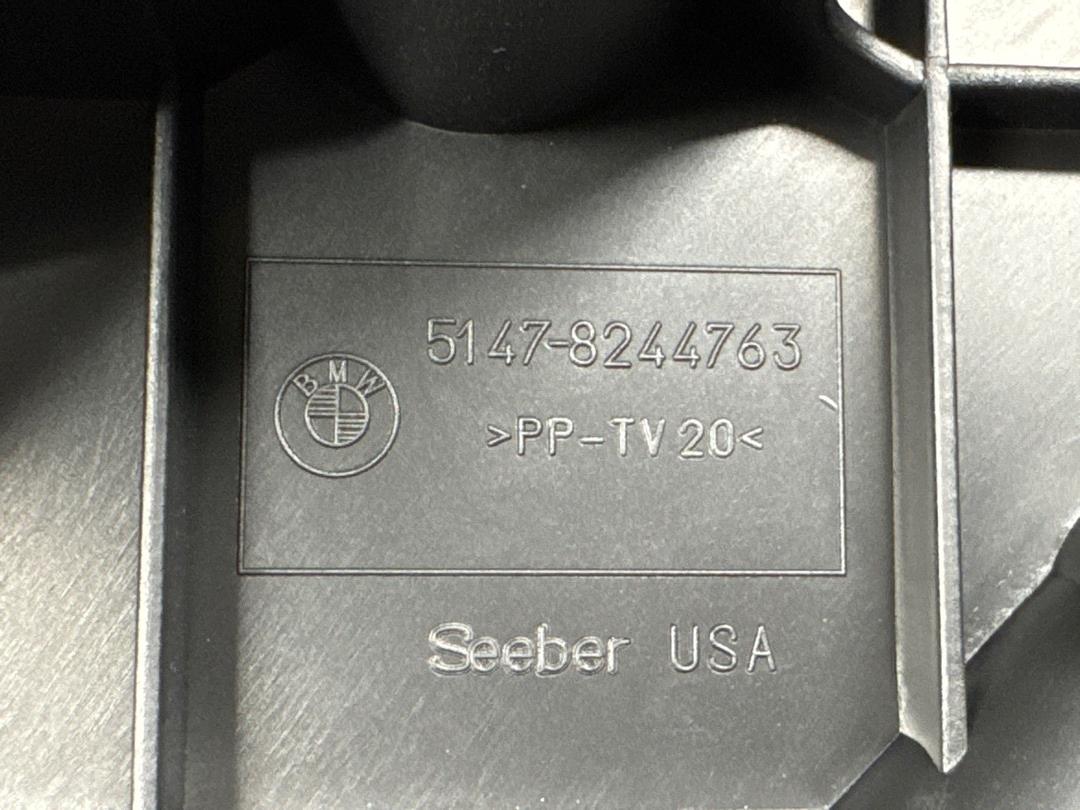 5147-8244763
BMW
>PP-TV20<
Seeber USA